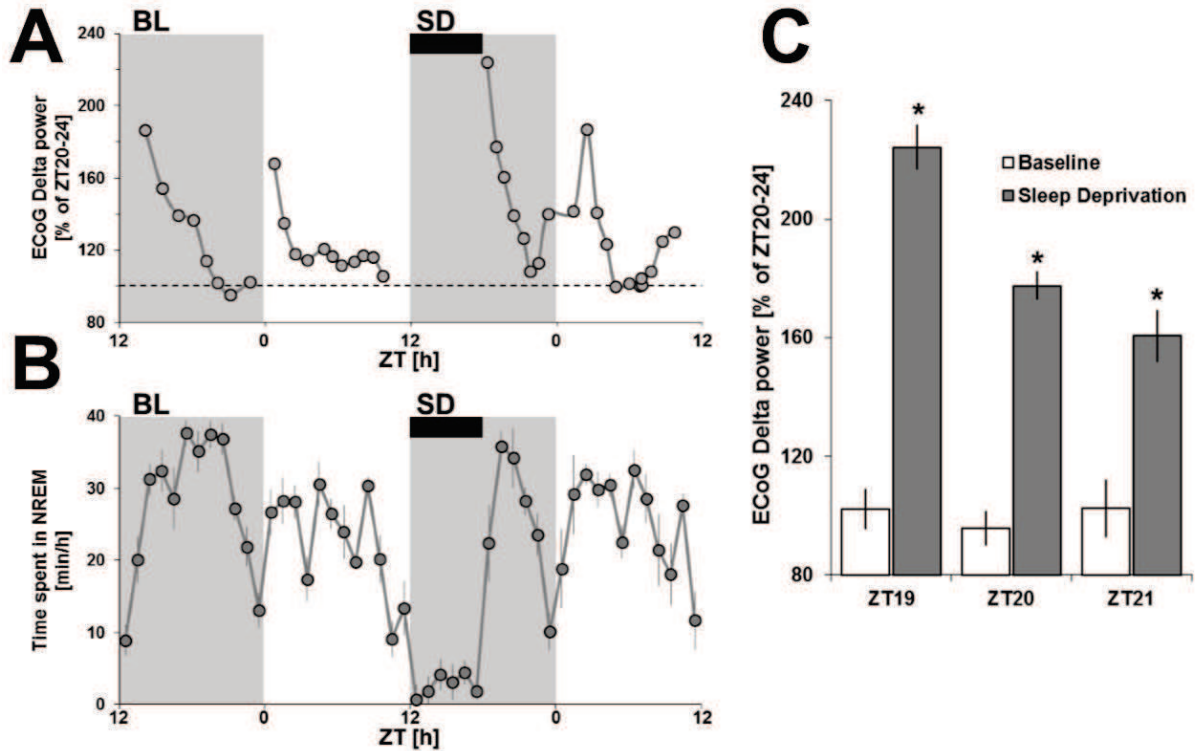 A
BL
SD
240
200
160
120
80
ECoG Delta power
[% of ZT20-24]
12
0
12
0
12
ZT [h]
B
BL
SD
40
30
20
10
0
Time spent in NREM
[min/h]
12
0
12
0
12
ZT [h]
C
240
200
160
120
80
ECoG Delta power [% of ZT20-24]
*
*
*
Baseline
Sleep Deprivation
ZT19
ZT20
ZT21